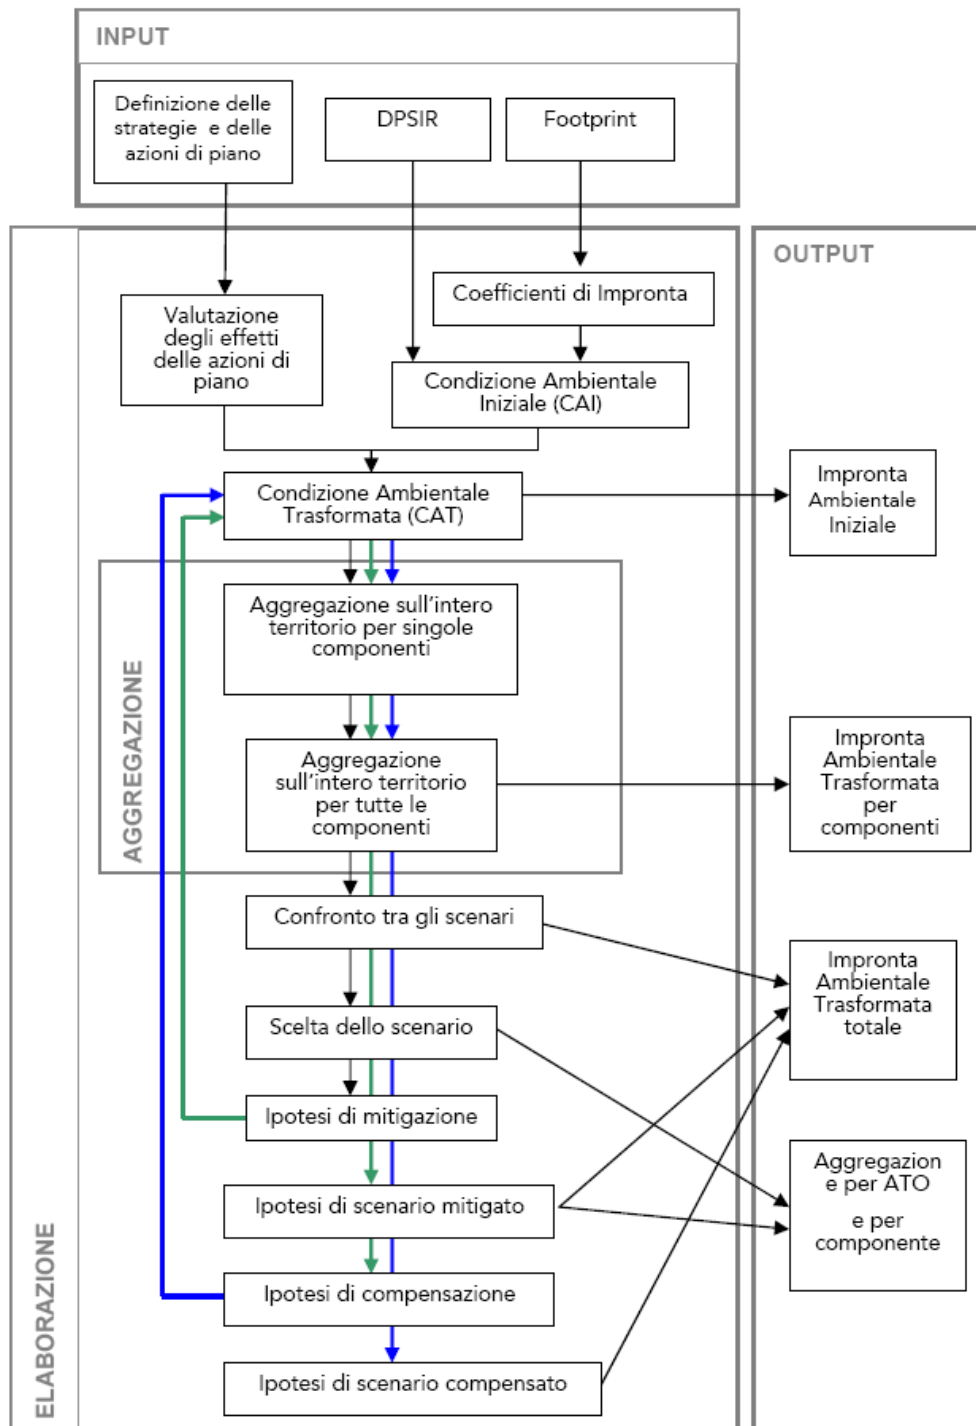 INPUT
Definizione delle
strategie e delle
azioni di piano
DPSIR
Footprint
OUTPUT
Coefficienti di Impronta
Valutazione
degli effetti
delle azioni di
piano
Condizione Ambientale
Iniziale (CAI)
Condizione Ambientale
Trasformata (CAT)
Impronta
Ambientale
Iniziale
AGGREGAZIONE
Aggregazione sull'intero
territorio per singole
componenti
Aggregazione
sull'intero territorio
per tutte le
componenti
Impronta
Ambientale
Trasformata
per
componenti
Confronto tra gli scenari
Impronta
Ambientale
Trasformata
totale
Scelta dello scenario
Ipotesi di mitigazione
Aggregazion
e per ATO
e per
componente
Ipotesi di scenario mitigato
Ipotesi di compensazione
Ipotesi di scenario compensato
ELABORAZIONE